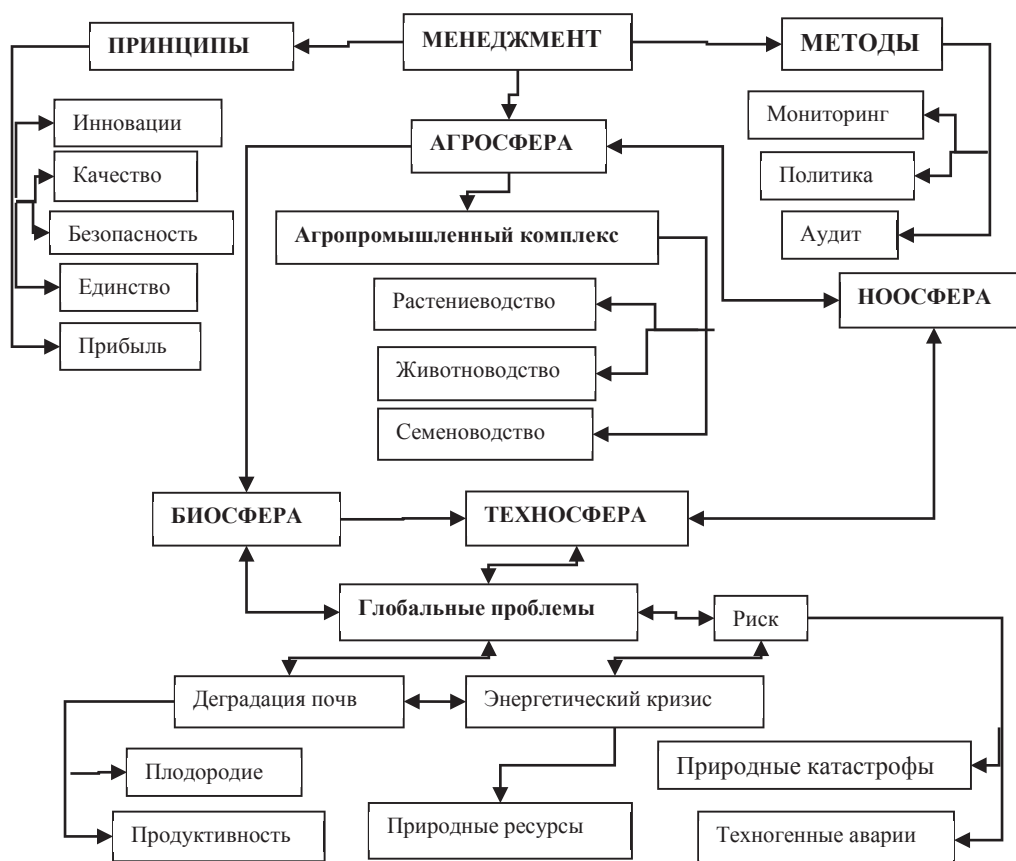 ПРИНЦИПЫ
МЕНЕДЖМЕНТ
МЕТОДЫ
Инновации
Качество
Безопасность
Единство
Прибыль
АГРОСФЕРА
Мониторинг
Политика
Аудит
Агропромышленный комплекс
Растениеводство
Животноводство
Семеноводство
НООСФЕРА
БИОСФЕРА
ТЕХНОСФЕРА
Глобальные проблемы
Риск
Деградация почв
Энергетический кризис
Плодородие
Продуктивность
Природные ресурсы
Природные катастрофы
Техногенные аварии